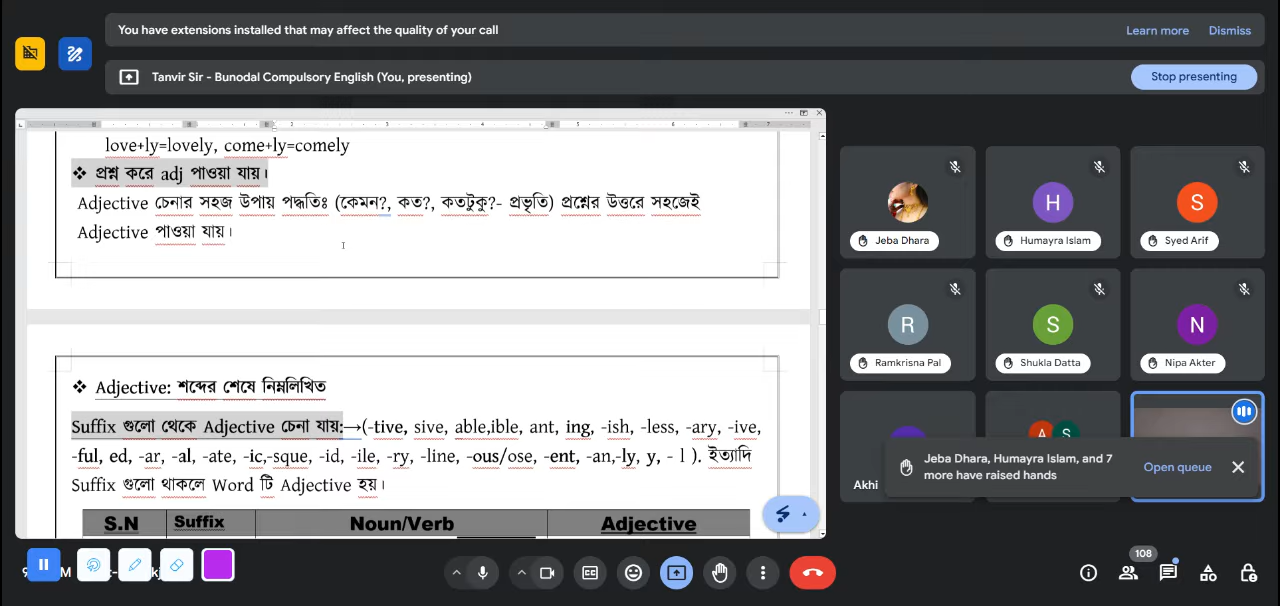 You have extensions installed that may affect the quality of your call
Learn more
Dismiss
Tanvir Sir - Bunodal Compulsory English (You, presenting)
Stop presenting
love+ly=lovely, come+ly=comely
❖ প্রশ্ন করে adj পাওয়া যায়।
Adjective চেনার সহজ উপায় পদ্ধতিঃ (কেমন?, কত?, কতটুকু?- প্রভৃতি) প্রশ্নের উত্তরে সহজেই
Adjective পাওয়া যায়।
❖ Adjective: শব্দের শেষে নিম্নলিখিত
Suffix গুলো থেকে Adjective চেনা যায়:→(-tive, sive, able,ible, ant, ing, -ish, -less, -ary, -ive,
-ful, ed, -ar, -al, -ate, -ic,-sque, -id, -ile, -ry, -line, -ous/ose, -ent, -an,-ly, y, - l ). ইত্যাদি
Suffix গুলো থাকলে Word টি Adjective হয়।
S.N Suffix Noun/Verb Adjective
Jeba Dhara
H
Humayra Islam
S
Syed Arif
R
Ramkrisna Pal
S
Shukla Datta
N
Nipa Akter
A S
Akhi
Jeba Dhara, Humayra Islam, and 7
more have raised hands
Open queue
108